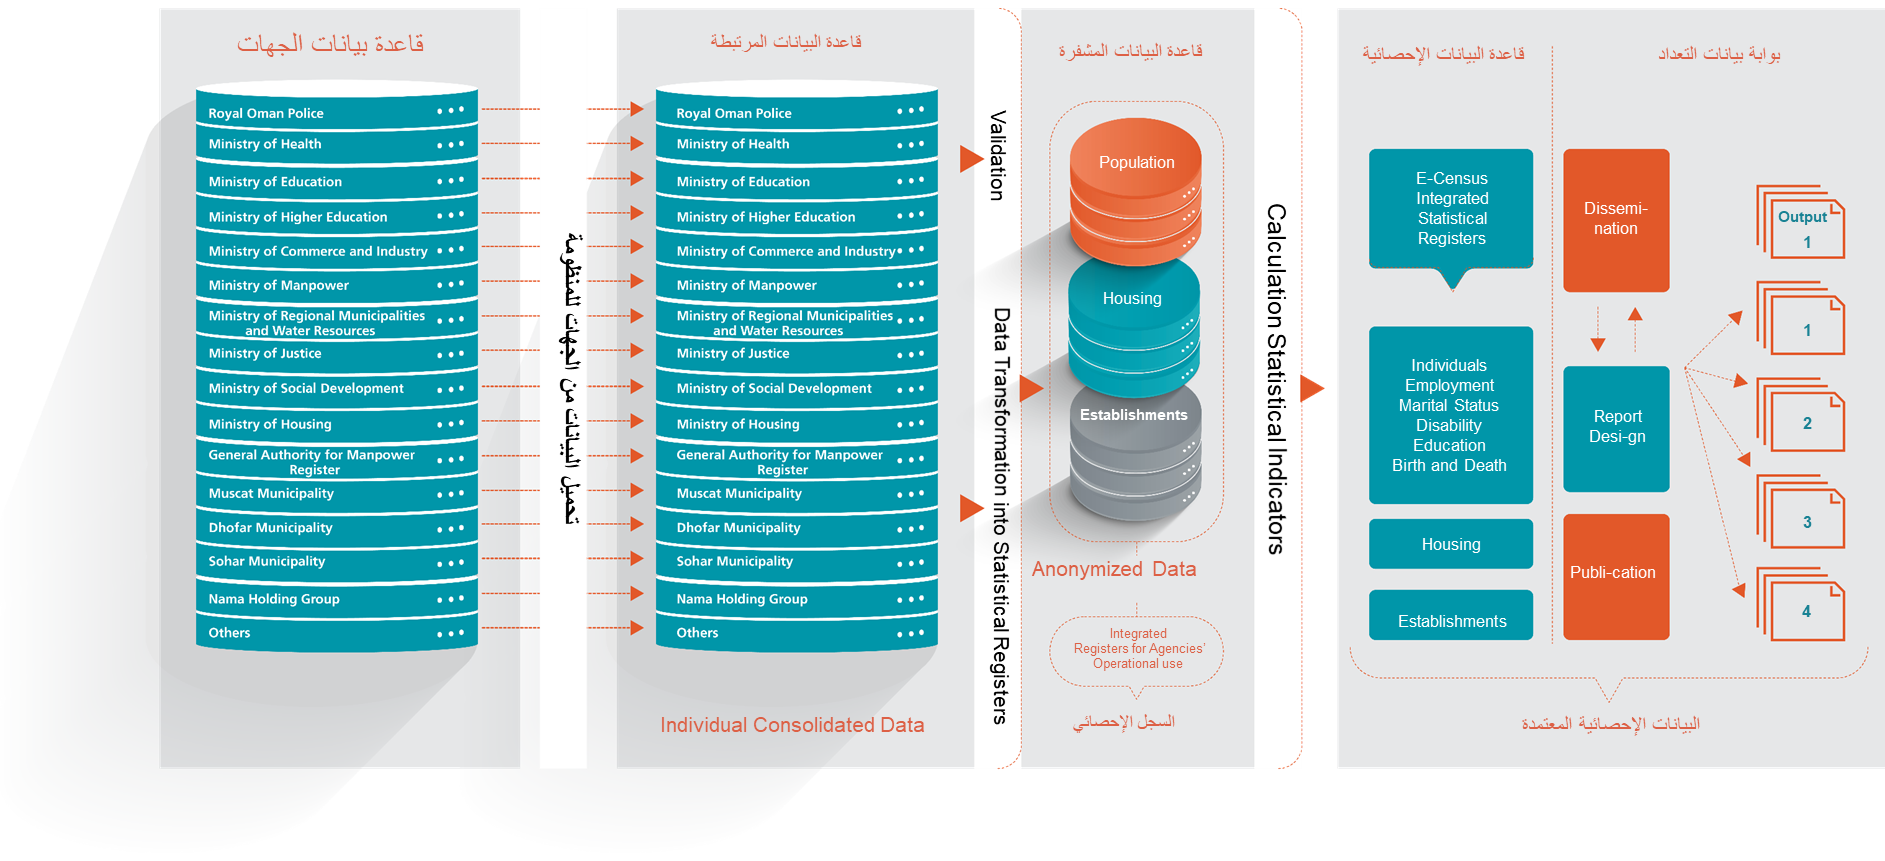 قاعدة بيانات الجهات
Royal Oman Police
Ministry of Health
Ministry of Education
Ministry of Higher Education
Ministry of Commerce and Industry
Ministry of Manpower
Ministry of Regional Municipalities
and Water Resources
Ministry of Justice
Ministry of Social Development
Ministry of Housing
General Authority for Manpower
Register
Muscat Municipality
Dhofar Municipality
Sohar Municipality
Nama Holding Group
Others
تحميل البيانات من الجهات للمنظومة
قاعدة البيانات المرتبطة
Royal Oman Police
Ministry of Health
Ministry of Education
Ministry of Higher Education
Ministry of Commerce and Industry
Ministry of Manpower
Ministry of Regional Municipalities
and Water Resources
Ministry of Justice
Ministry of Social Development
Ministry of Housing
General Authority for Manpower
Register
Muscat Municipality
Dhofar Municipality
Sohar Municipality
Nama Holding Group
Others
Individual Consolidated Data
Validation
Data Transformation into Statistical Registers
قاعدة البيانات المشفرة
Population
Housing
Establishments
Anonymized Data
Integrated
Registers for Agencies'
Operational use
السجل الإحصائي
Calculation Statistical Indicators
قاعدة البيانات الإحصائية
E-Census
Integrated
Statistical
Registers
Individuals
Employment
Marital Status
Disability
Education
Birth and Death
Housing
Establishments
بوابة بيانات التعداد
Dissemi-
nation
Report
Desi-gn
Publi-cation
Output
1
1
2
3
4
البيانات الإحصائية المعتمدة